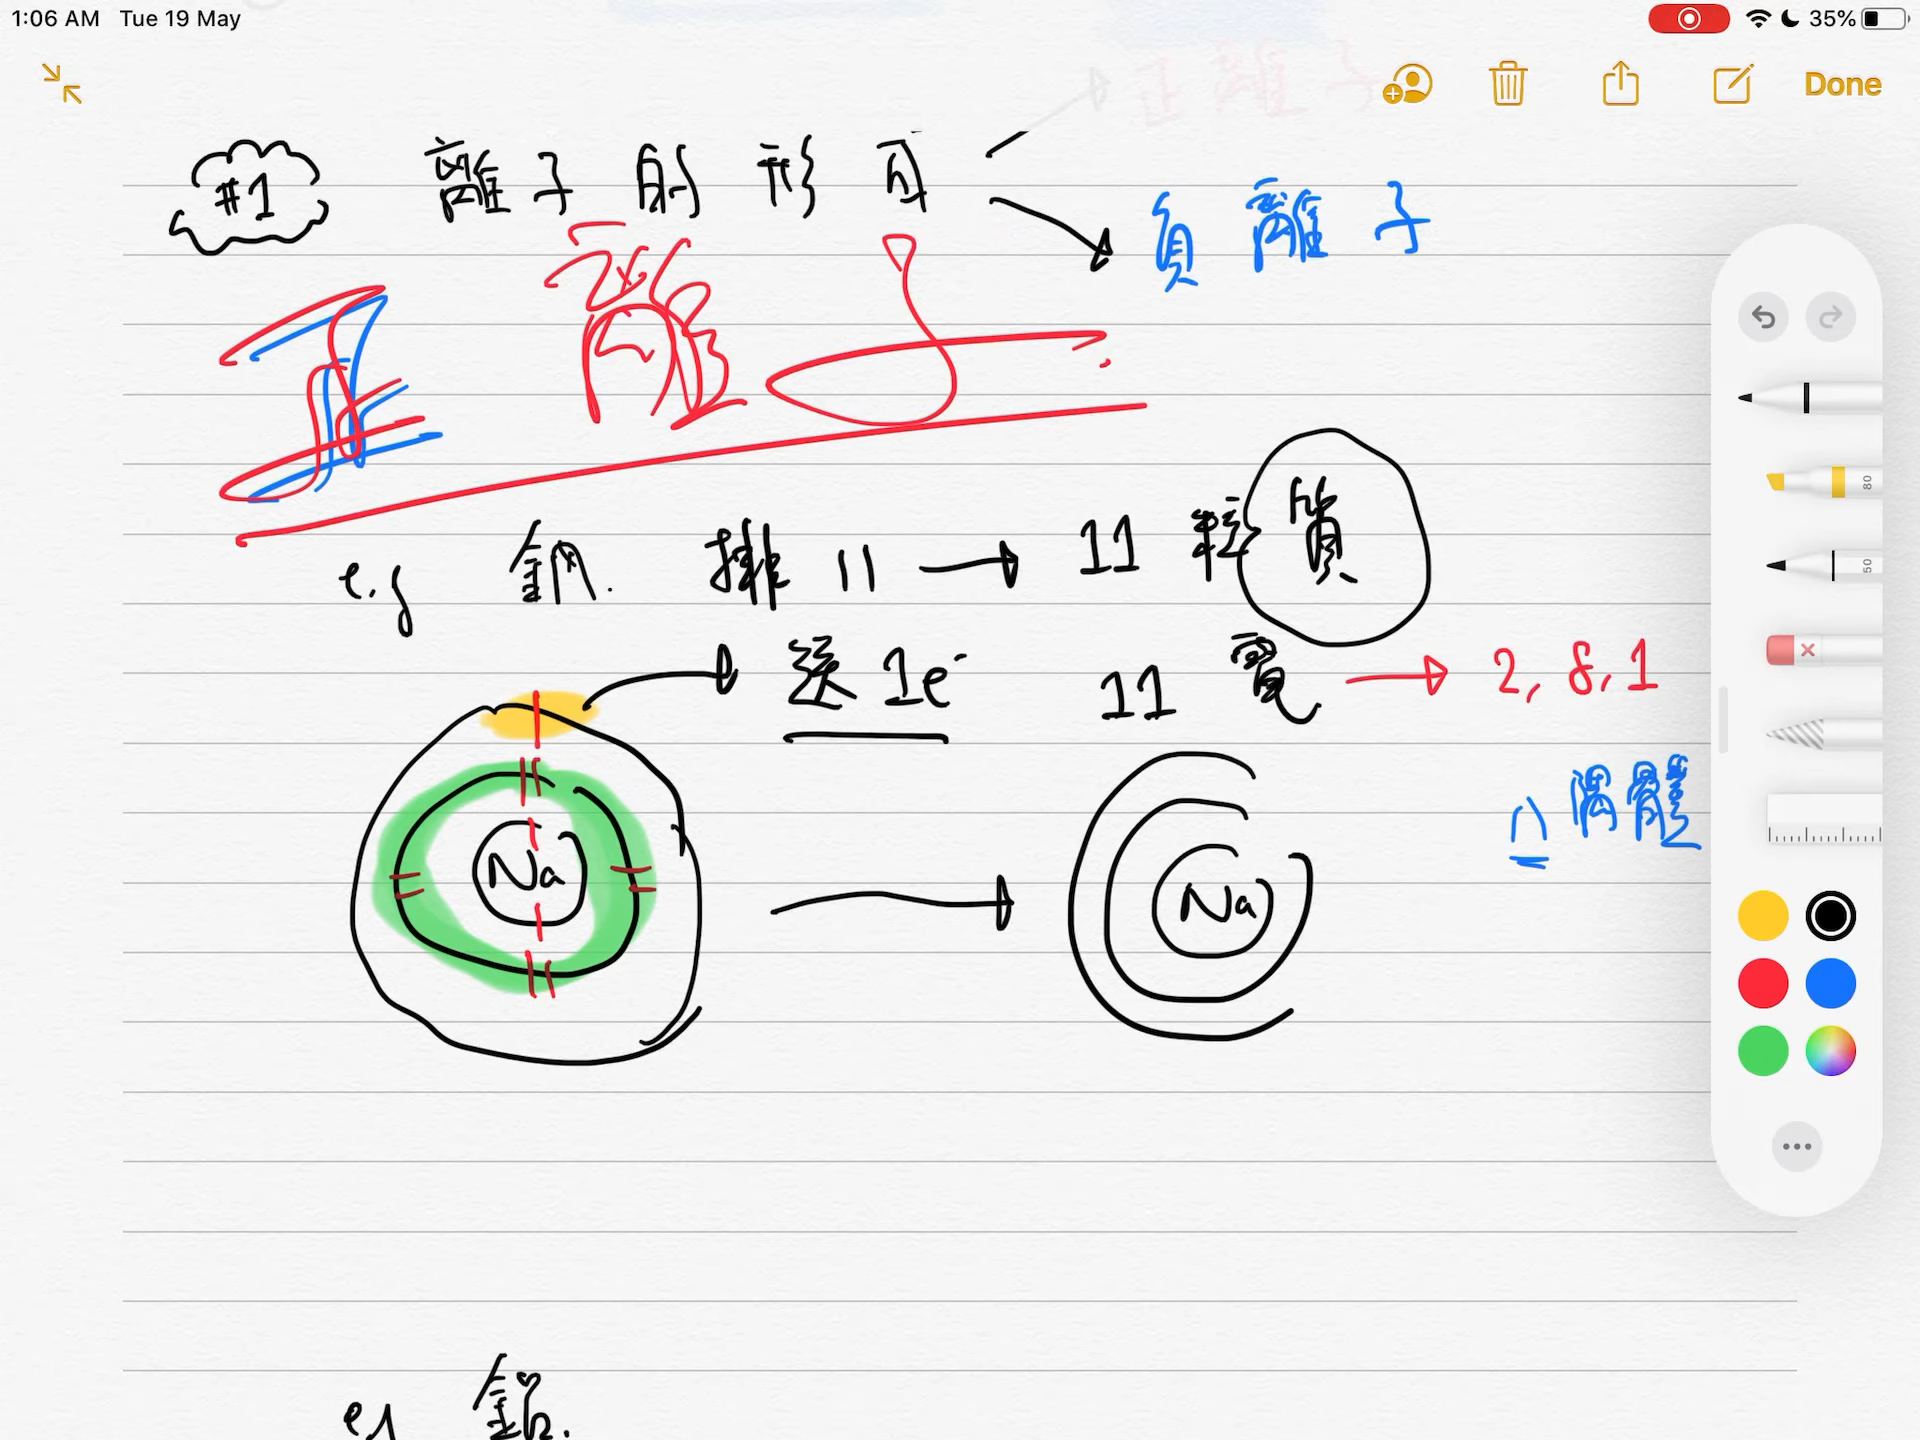 1:06 AM Tue 19 May 35%
Done
正離子
#1 離子的形成
負離子
e.g 鈉. 排 11 → 11 粒 質
送 1e⁻ 11 電 → 2, 8, 1
八隅體
Na
Na
80
50
e.g